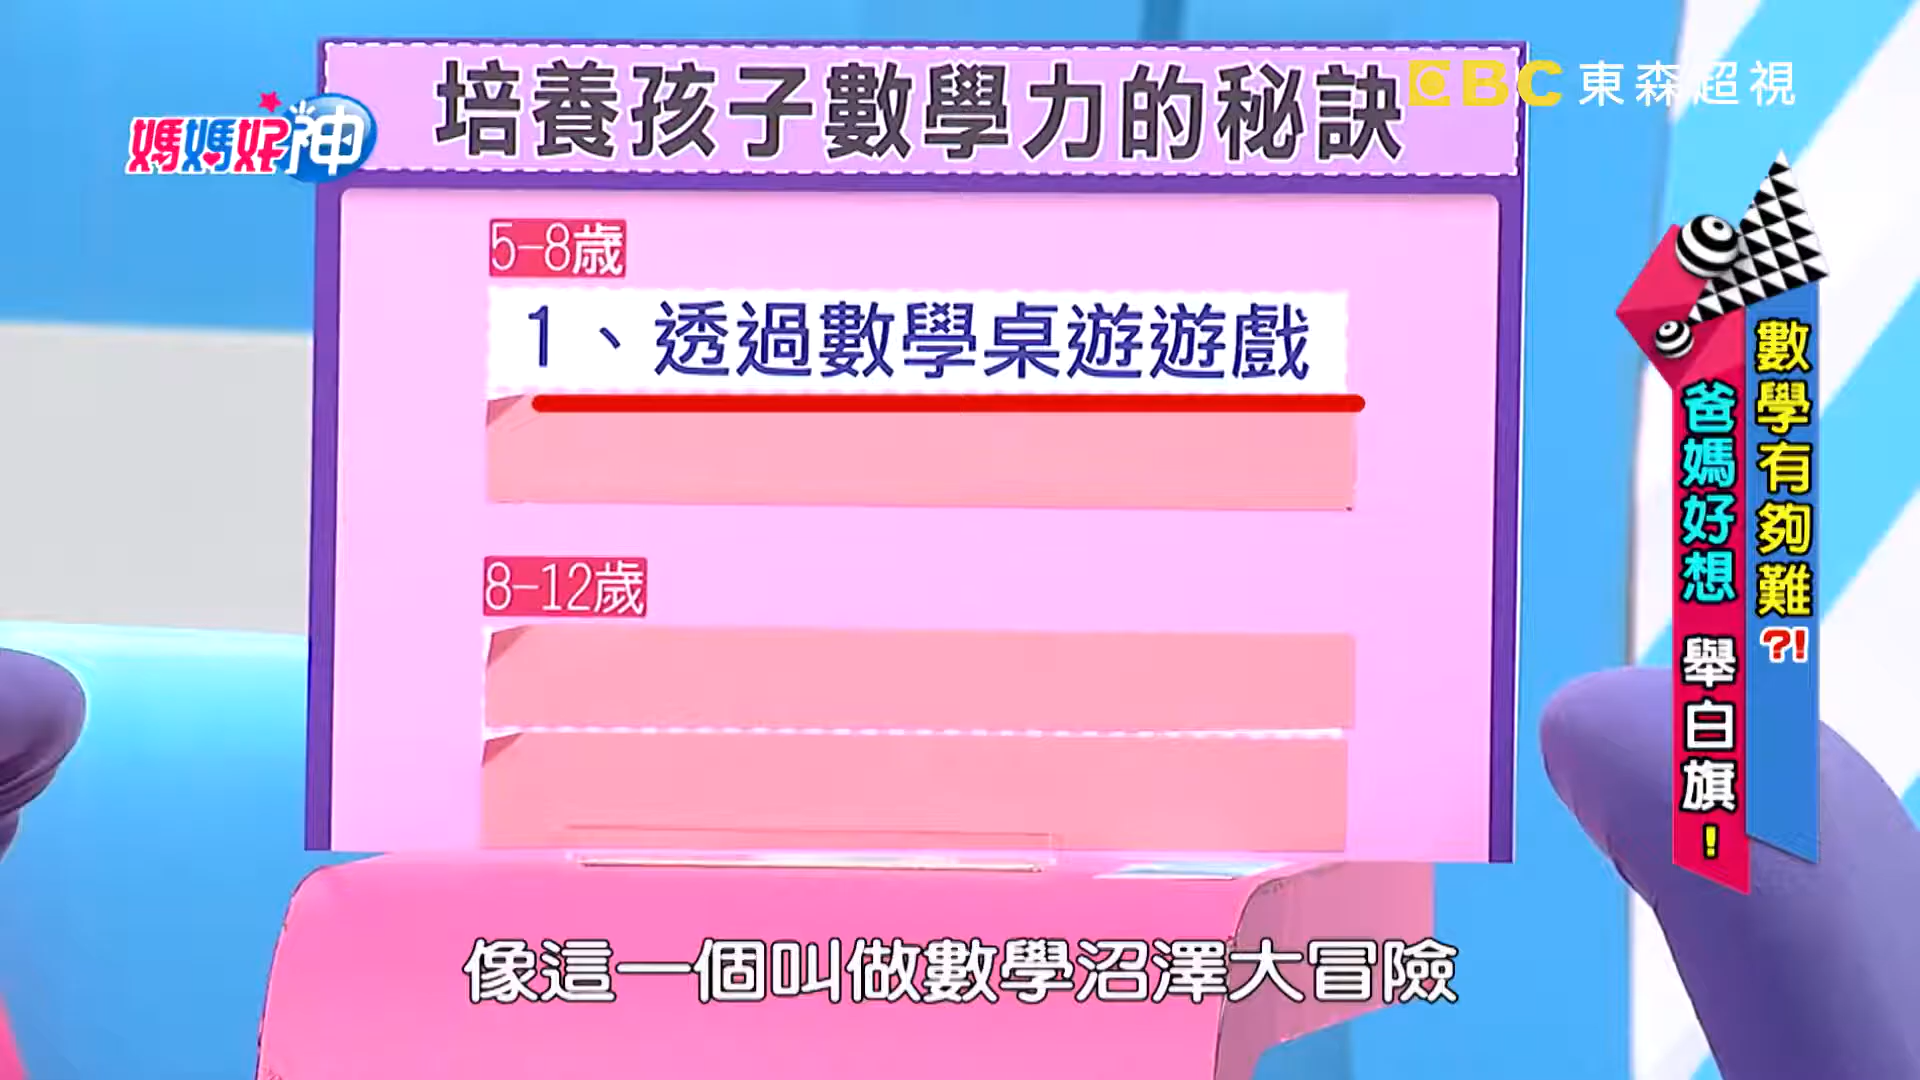 媽媽好神
培養孩子數學力的秘訣
EBC 東森超視
5-8歲
1、透過數學桌遊遊戲
8-12歲
數學有夠難?!
爸媽好想 舉白旗!
像這一個叫做數學沼澤大冒險